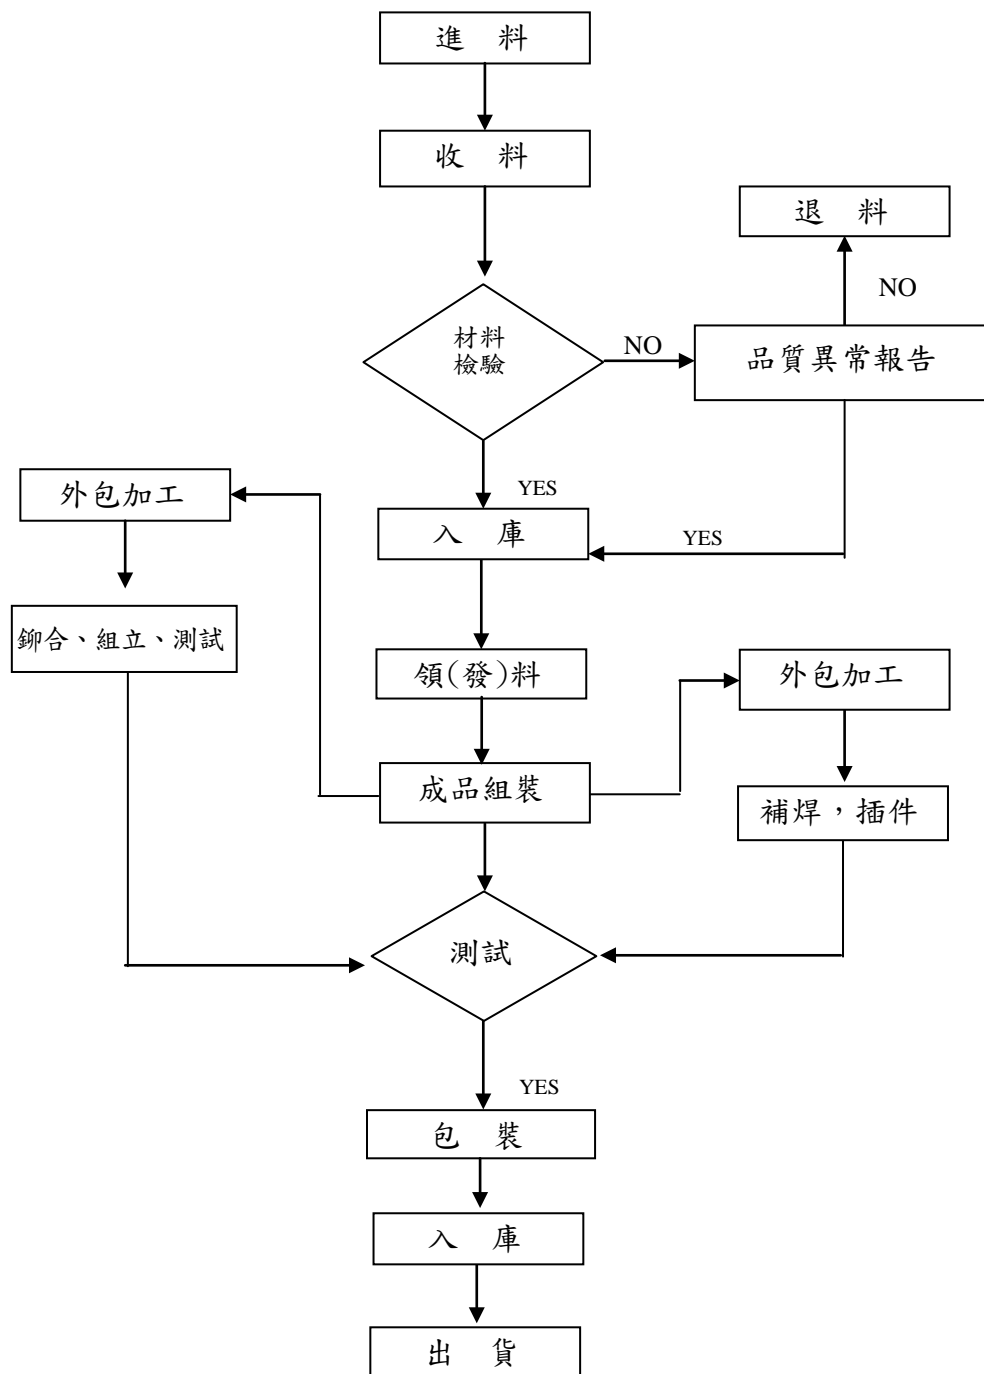 進 料
收 料
退 料
NO
材料
檢驗
NO
品質異常報告
外包加工
YES
入 庫
YES
鉚合、組立、測試
領(發)料
外包加工
成品組裝
補焊，插件
測試
YES
包 裝
入 庫
出 貨